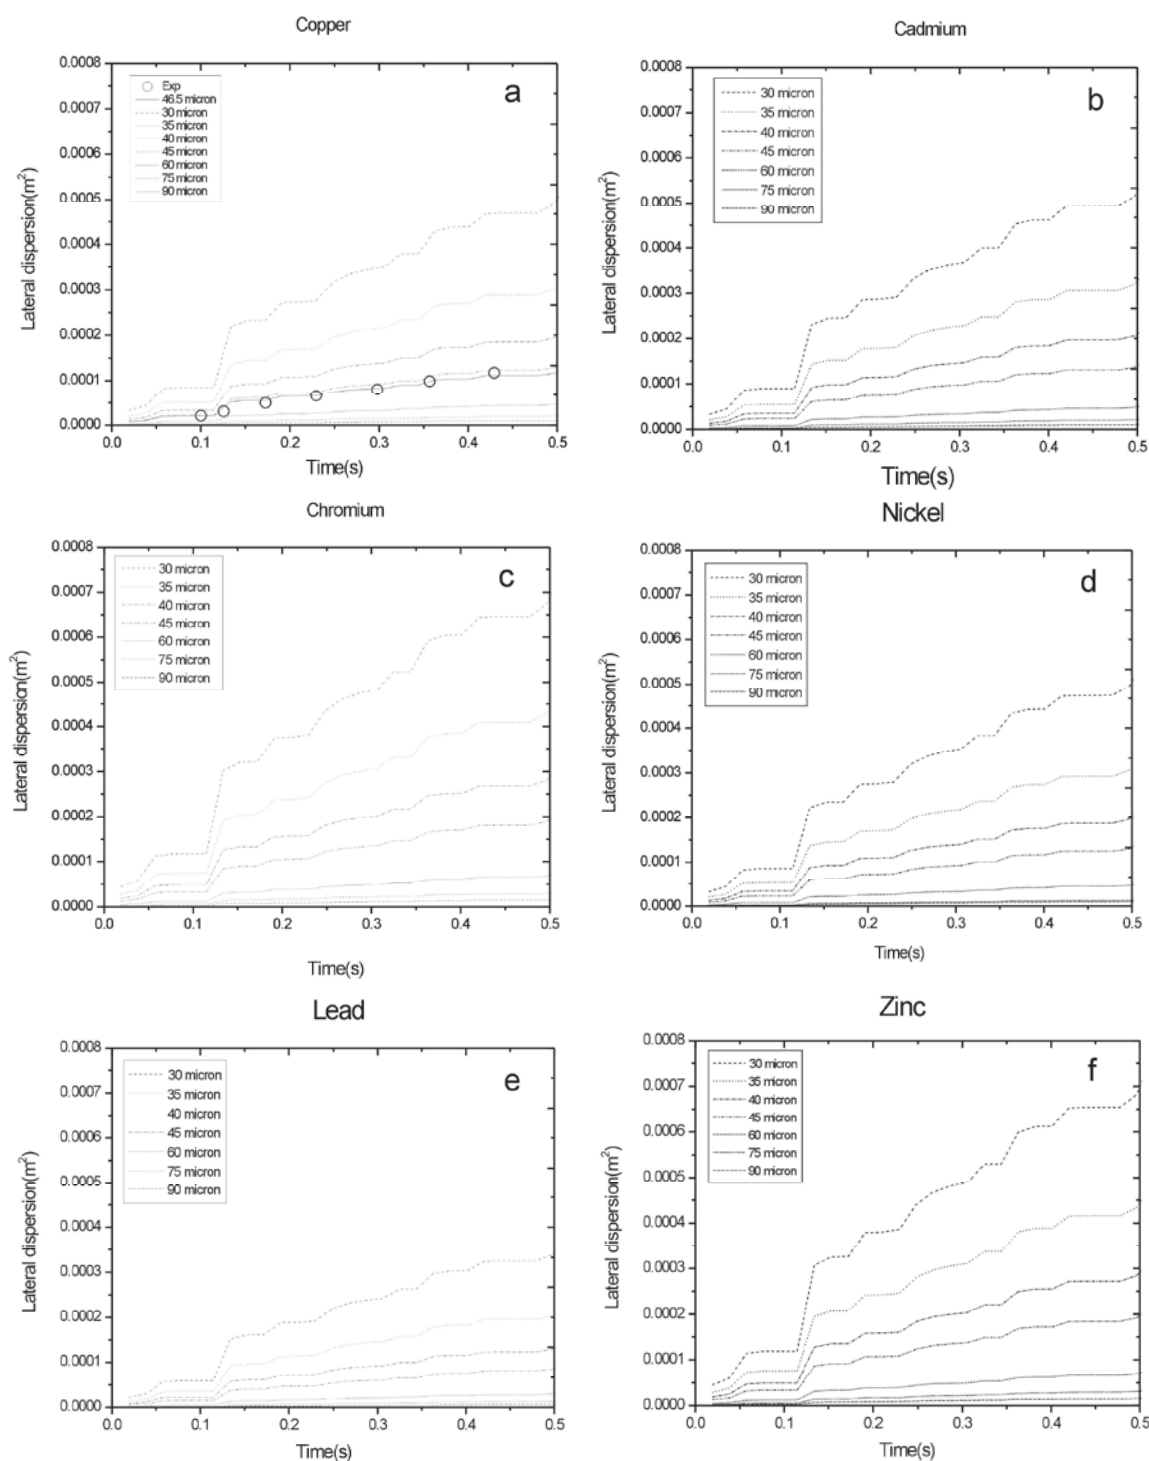 Copper
a
Exp
46.5 micron
30 micron
35 micron
40 micron
45 micron
60 micron
75 micron
90 micron
0.0008
0.0007
0.0006
0.0005
0.0004
0.0003
0.0002
0.0001
0.0000
Lateral dispersion(m²)
0.0 0.1 0.2 0.3 0.4 0.5
Time(s)
Cadmium
b
30 micron
35 micron
40 micron
45 micron
60 micron
75 micron
90 micron
0.0008
0.0007
0.0006
0.0005
0.0004
0.0003
0.0002
0.0001
0.0000
Lateral dispersion(m²)
0.0 0.1 0.2 0.3 0.4 0.5
Time(s)
Chromium
c
30 micron
35 micron
40 micron
45 micron
60 micron
75 micron
90 micron
0.0008
0.0007
0.0006
0.0005
0.0004
0.0003
0.0002
0.0001
0.0000
Lateral dispersion(m²)
0.0 0.1 0.2 0.3 0.4 0.5
Time(s)
Nickel
d
30 micron
35 micron
40 micron
45 micron
60 micron
75 micron
90 micron
0.0008
0.0007
0.0006
0.0005
0.0004
0.0003
0.0002
0.0001
0.0000
Lateral dispersion(m²)
0.0 0.1 0.2 0.3 0.4 0.5
Time(s)
Lead
e
30 micron
35 micron
40 micron
45 micron
60 micron
75 micron
90 micron
0.0008
0.0007
0.0006
0.0005
0.0004
0.0003
0.0002
0.0001
0.0000
Lateral dispersion(m²)
0.0 0.1 0.2 0.3 0.4 0.5
Time(s)
Zinc
f
30 micron
35 micron
40 micron
45 micron
60 micron
75 micron
90 micron
0.0008
0.0007
0.0006
0.0005
0.0004
0.0003
0.0002
0.0001
0.0000
Lateral dispersion(m²)
0.0 0.1 0.2 0.3 0.4 0.5
Time(s)